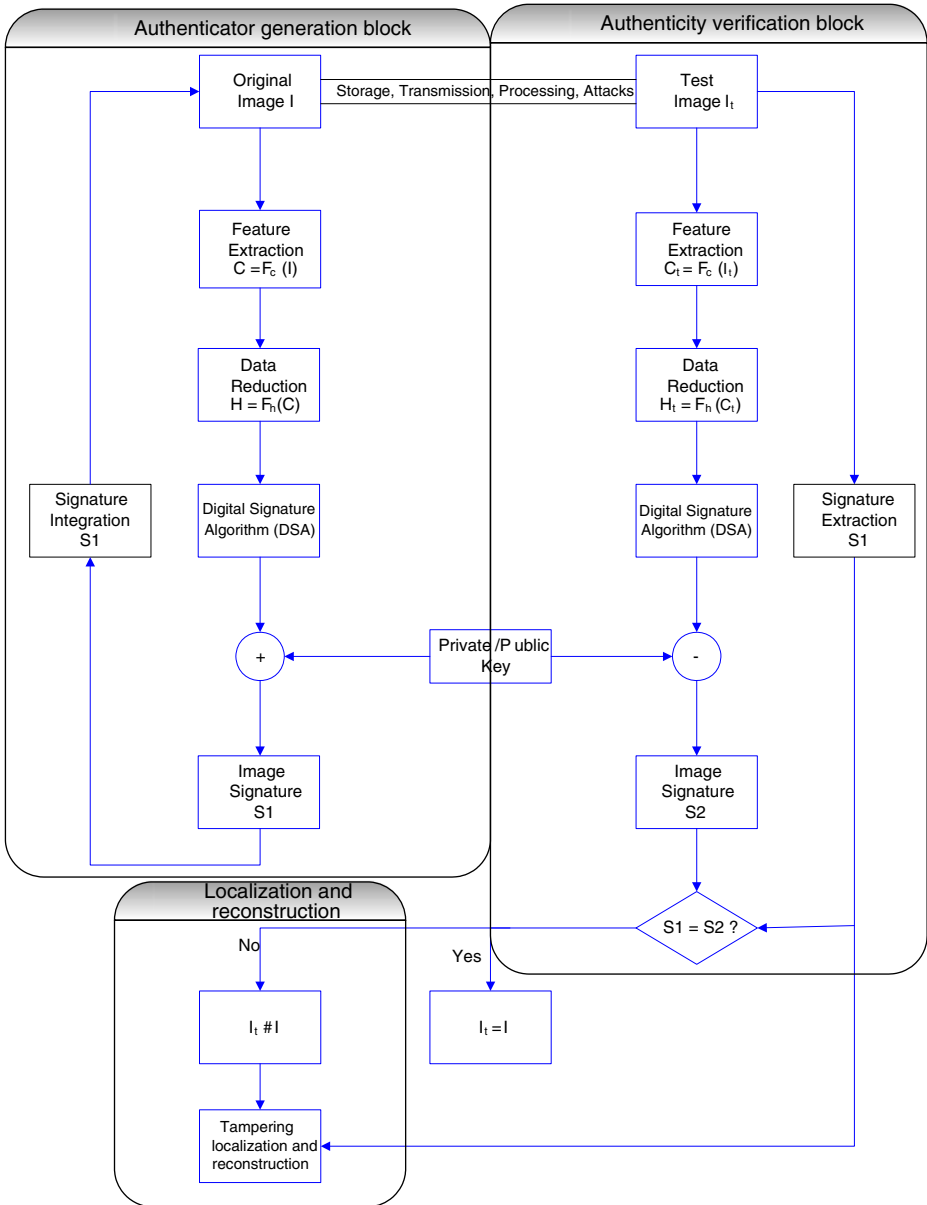 Authenticator generation block
Authenticity verification block
Original
Image I
Storage, Transmission, Processing, Attacks
Test
Image Iₜ
Feature
Extraction
C =F꜀ (I)
Feature
Extraction
Cₜ= F꜀ (Iₜ)
Data
Reduction
H = Fₕ(C)
Data
Reduction
Hₜ = Fₕ (Cₜ)
Signature
Integration
S1
Digital Signature
Algorithm (DSA)
Digital Signature
Algorithm (DSA)
Signature
Extraction
S1
+
Private /Public
Key
-
Image
Signature
S1
Image
Signature
S2
Localization and
reconstruction
S1 = S2 ?
No
Yes
Iₜ # I
Iₜ = I
Tampering
localization and
reconstruction